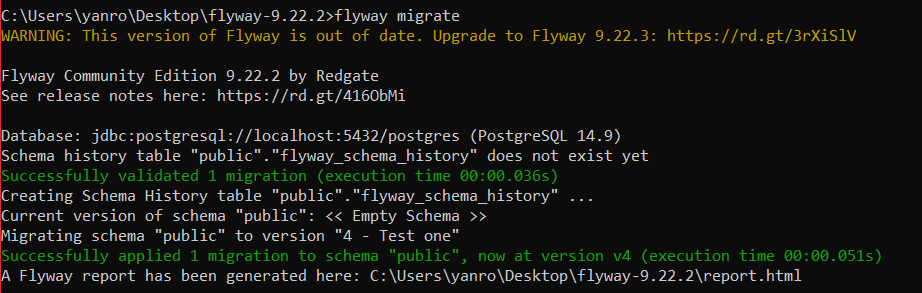 C:\Users\yanro\Desktop\flyway-9.22.2>flyway migrate
WARNING: This version of Flyway is out of date. Upgrade to Flyway 9.22.3: https://rd.gt/3rXiSlV
Flyway Community Edition 9.22.2 by Redgate
See release notes here: https://rd.gt/416ObMi
Database: jdbc:postgresql://localhost:5432/postgres (PostgreSQL 14.9)
Schema history table "public"."flyway_schema_history" does not exist yet
Successfully validated 1 migration (execution time 00:00.036s)
Creating Schema History table "public"."flyway_schema_history" ...
Current version of schema "public": << Empty Schema >>
Migrating schema "public" to version "4 - Test one"
Successfully applied 1 migration to schema "public", now at version v4 (execution time 00:00.051s)
A Flyway report has been generated here: C:\Users\yanro\Desktop\flyway-9.22.2\report.html